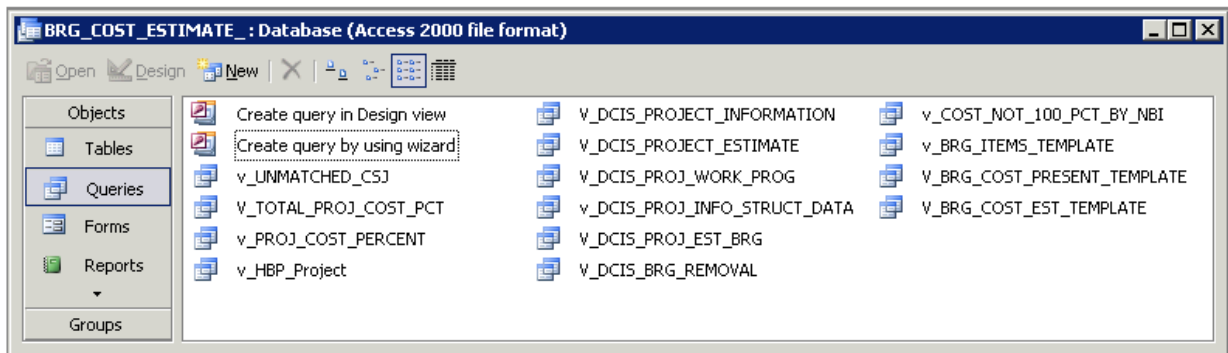 BRG_COST_ESTIMATE_ : Database (Access 2000 file format)
Open Design New
Objects
Tables
Queries
Forms
Reports
Groups
Create query in Design view
Create query by using wizard
v_UNMATCHED_CSJ
V_TOTAL_PROJ_COST_PCT
v_PROJ_COST_PERCENT
v_HBP_Project
V_DCIS_PROJECT_INFORMATION
V_DCIS_PROJECT_ESTIMATE
V_DCIS_PROJ_WORK_PROG
v_DCIS_PROJ_INFO_STRUCT_DATA
V_DCIS_PROJ_EST_BRG
V_DCIS_BRG_REMOVAL
v_COST_NOT_100_PCT_BY_NBI
v_BRG_ITEMS_TEMPLATE
V_BRG_COST_PRESENT_TEMPLATE
V_BRG_COST_EST_TEMPLATE